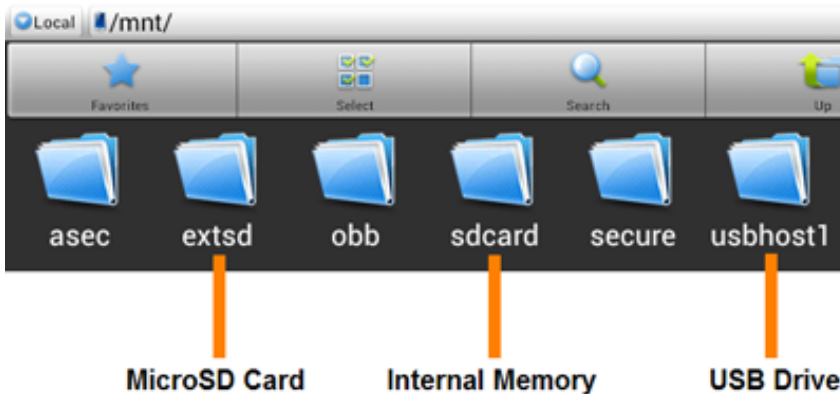 Local /mnt/
Favorites Select Search Up
asec extsd obb sdcard secure usbhost1
MicroSD Card Internal Memory USB Drive